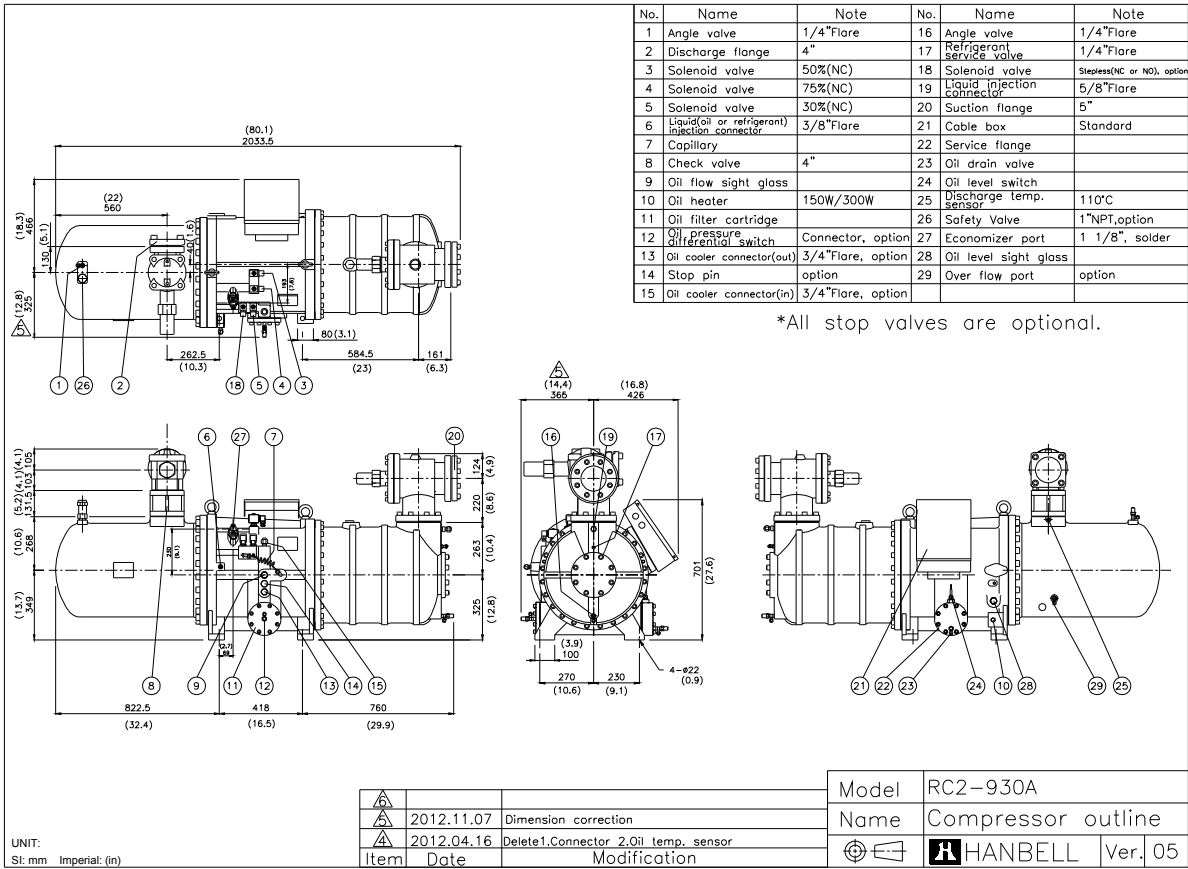 No. Name Note No. Name Note
1 Angle valve 1/4"Flare 16 Angle valve 1/4"Flare
2 Discharge flange 4" 17 Refrigerant service valve 1/4"Flare
3 Solenoid valve 50%(NC) 18 Solenoid valve Stepless(NC or NO), option
4 Solenoid valve 75%(NC) 19 Liquid injection connector 5/8"Flare
5 Solenoid valve 30%(NC) 20 Suction flange 5"
6 Liquid(oil or refrigerant) injection connector 3/8"Flare 21 Cable box Standard
7 Capillary 22 Service flange
8 Check valve 4" 23 Oil drain valve
9 Oil flow sight glass 24 Oil level switch
10 Oil heater 150W/300W 25 Discharge temp. sensor 110°C
11 Oil filter cartridge 26 Safety Valve 1"NPT,option
12 Oil pressure differential switch Connector, option 27 Economizer port 1 1/8", solder
13 Oil cooler connector(out) 3/4"Flare, option 28 Oil level sight glass
14 Stop pin option 29 Over flow port option
15 Oil cooler connector(in) 3/4"Flare, option
*All stop valves are optional.
(80.1)
2033.5
(22)
560
(18.3)
466
(5.1)
130
(1.6)
40
193
(7.6)
(12.8)
325
5
80(3.1)
262.5
(10.3)
584.5
(23)
161
(6.3)
1 26 2 18 5 4 3
5
(14,4)
365
(16.8)
426
6 27 7 20
16 19 17
(4.1)
105
(4.1)
103
(5.2)
131.5
(10.6)
268
(13.7)
349
230
(9.1)
(2.7)
69
124
(4.9)
220
(8.6)
263
(10.4)
325
(12.8)
701
(27.6)
(3.9)
100
270
(10.6)
230
(9.1)
4-ø22
(0.9)
8 9 11 12 13 14 15
21 22 23 24 10 28 29 25
822.5
(32.4)
418
(16.5)
760
(29.9)
6
5 2012.11.07 Dimension correction
4 2012.04.16 Delete1.Connector 2.Oil temp. sensor
Item Date Modification
Model RC2-930A
Name Compressor outline
HANBELL Ver. 05
UNIT:
SI: mm Imperial: (in)